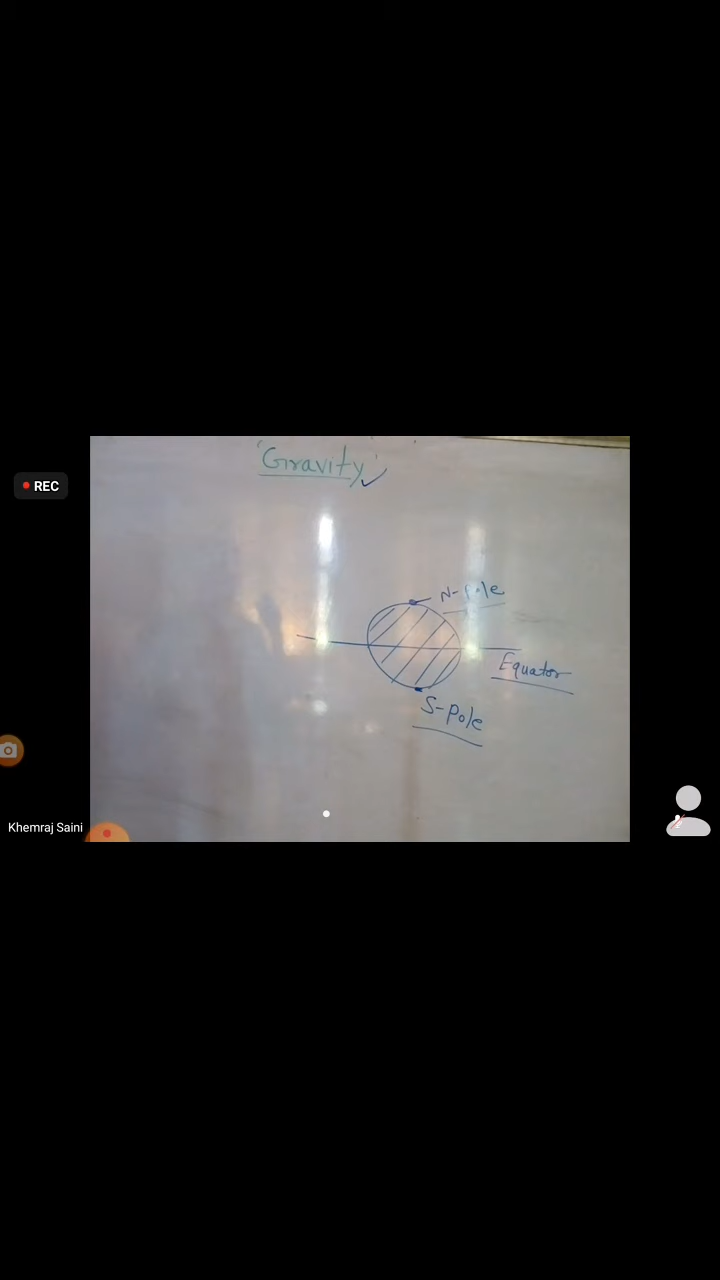 'Gravity'
REC
N-Pole
Equator
S-Pole
Khemraj Saini